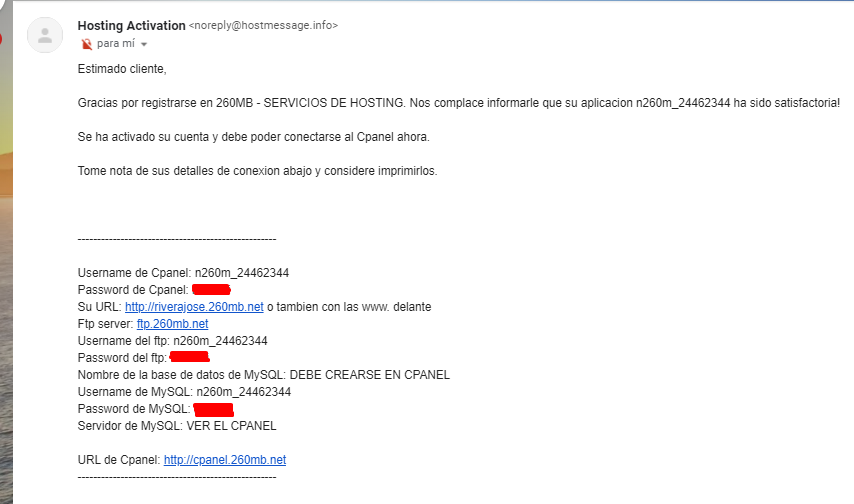 Hosting Activation <noreply@hostmessage.info>
para mí
Estimado cliente,
Gracias por registrarse en 260MB - SERVICIOS DE HOSTING. Nos complace informarle que su aplicacion n260m_24462344 ha sido satisfactoria!
Se ha activado su cuenta y debe poder conectarse al Cpanel ahora.
Tome nota de sus detalles de conexion abajo y considere imprimirlos.
---------------------------------------------------
Username de Cpanel: n260m_24462344
Password de Cpanel:
Su URL: http://riverajose.260mb.net o tambien con las www. delante
Ftp server: ftp.260mb.net
Username del ftp: n260m_24462344
Password del ftp:
Nombre de la base de datos de MySQL: DEBE CREARSE EN CPANEL
Username de MySQL: n260m_24462344
Password de MySQL:
Servidor de MySQL: VER EL CPANEL
URL de Cpanel: http://cpanel.260mb.net
---------------------------------------------------